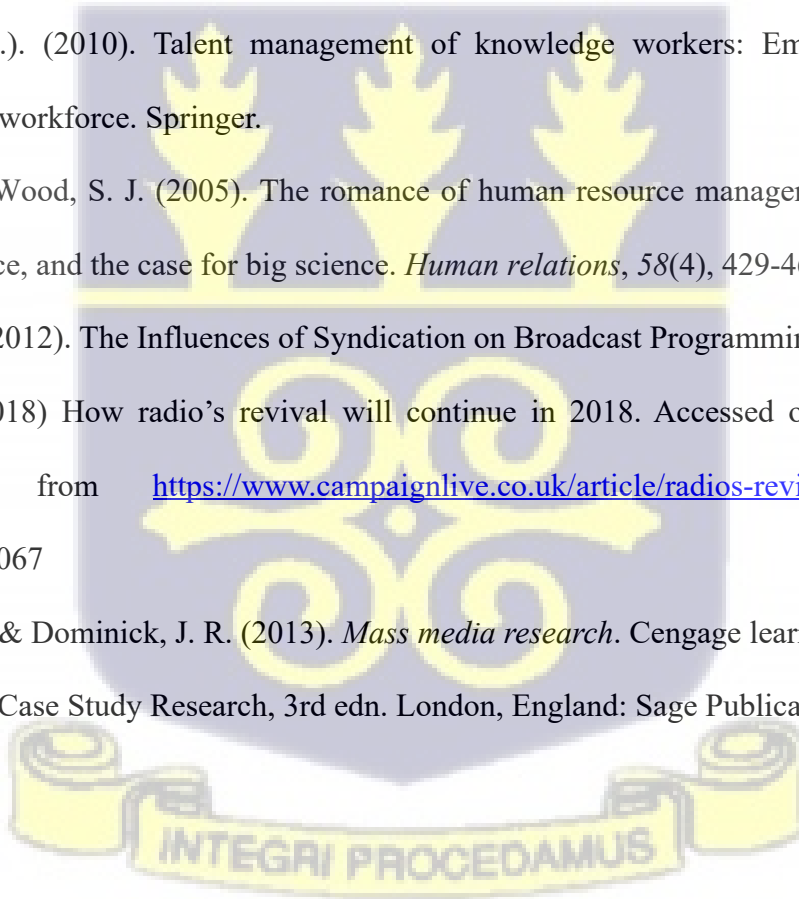 .). (2010). Talent management of knowledge workers: Em
workforce. Springer.
Wood, S. J. (2005). The romance of human resource manager
ce, and the case for big science. Human relations, 58(4), 429-4
2012). The Influences of Syndication on Broadcast Programmin
018) How radio’s revival will continue in 2018. Accessed o
from https://www.campaignlive.co.uk/article/radios-revi
067
& Dominick, J. R. (2013). Mass media research. Cengage learn
Case Study Research, 3rd edn. London, England: Sage Publica
INTEGRI PROCEDAMUS